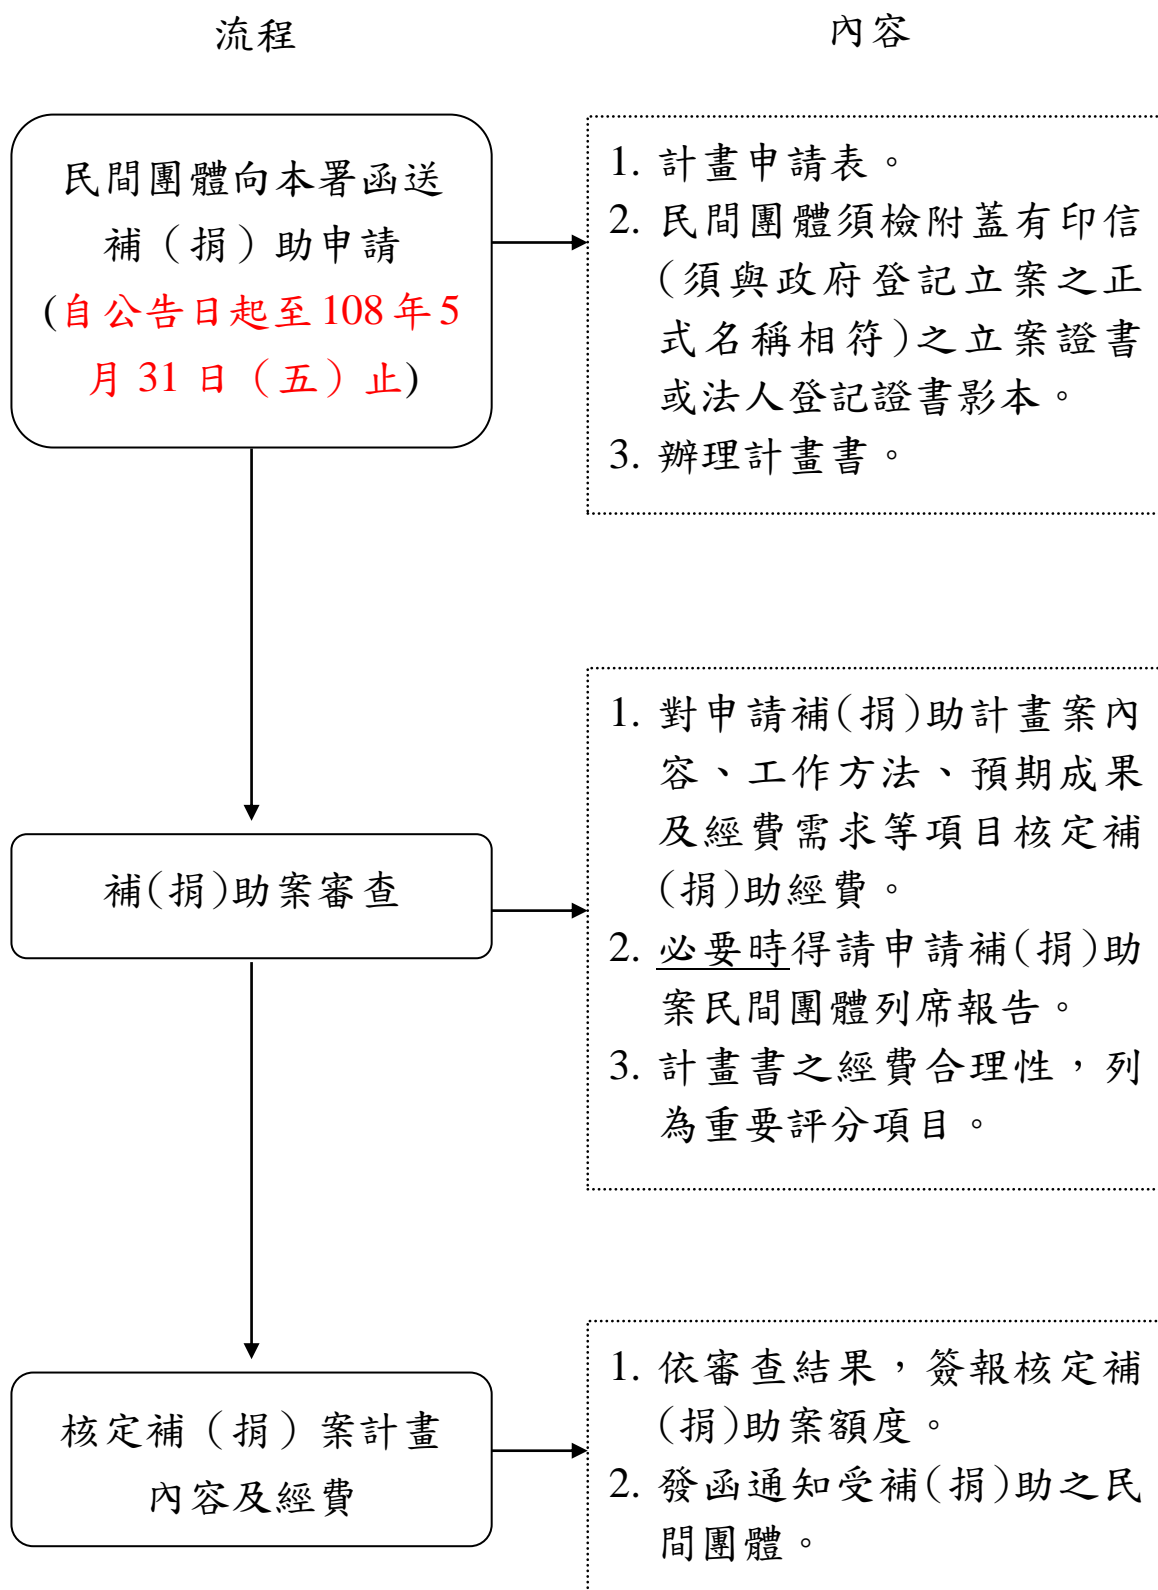 流程
內容
民間團體向本署函送
補（捐）助申請
(自公告日起至 108 年 5
月 31 日（五）止)
1. 計畫申請表。
2. 民間團體須檢附蓋有印信
(須與政府登記立案之正
式名稱相符)之立案證書
或法人登記證書影本。
3. 辦理計畫書。
補(捐)助案審查
1. 對申請補(捐)助計畫案內
容、工作方法、預期成果
及經費需求等項目核定補
(捐)助經費。
2. 必要時得請申請補(捐)助
案民間團體列席報告。
3. 計畫書之經費合理性，列
為重要評分項目。
核定補（捐）案計畫
內容及經費
1. 依審查結果，簽報核定補
(捐)助案額度。
2. 發函通知受補(捐)助之民
間團體。